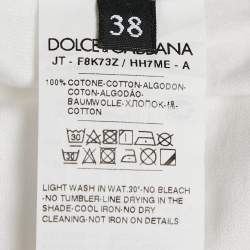 38
DOLCE & GABBANA
JT - F8K73Z / HH7ME - A
100% COTONE-COTTON-ALGODON-
COTON-ALGODÃO-
BAUMWOLLE-ХЛОПОК-棉-
COTTON
30
LIGHT WASH IN WAT.30°-NO BLEACH
-NO TUMBLER-LINE DRYING IN THE
SHADE-COOL IRON-NO DRY
CLEANING-NOT IRON ON DETAILS